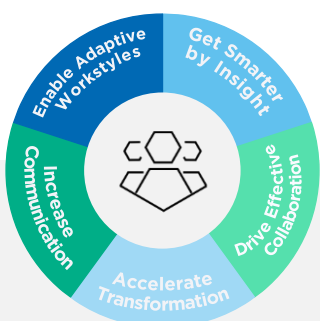 Enable Adaptive
Workstyles
Get Smarter
by Insight
Drive Effective
Collaboration
Accelerate
Transformation
Increase
Communication